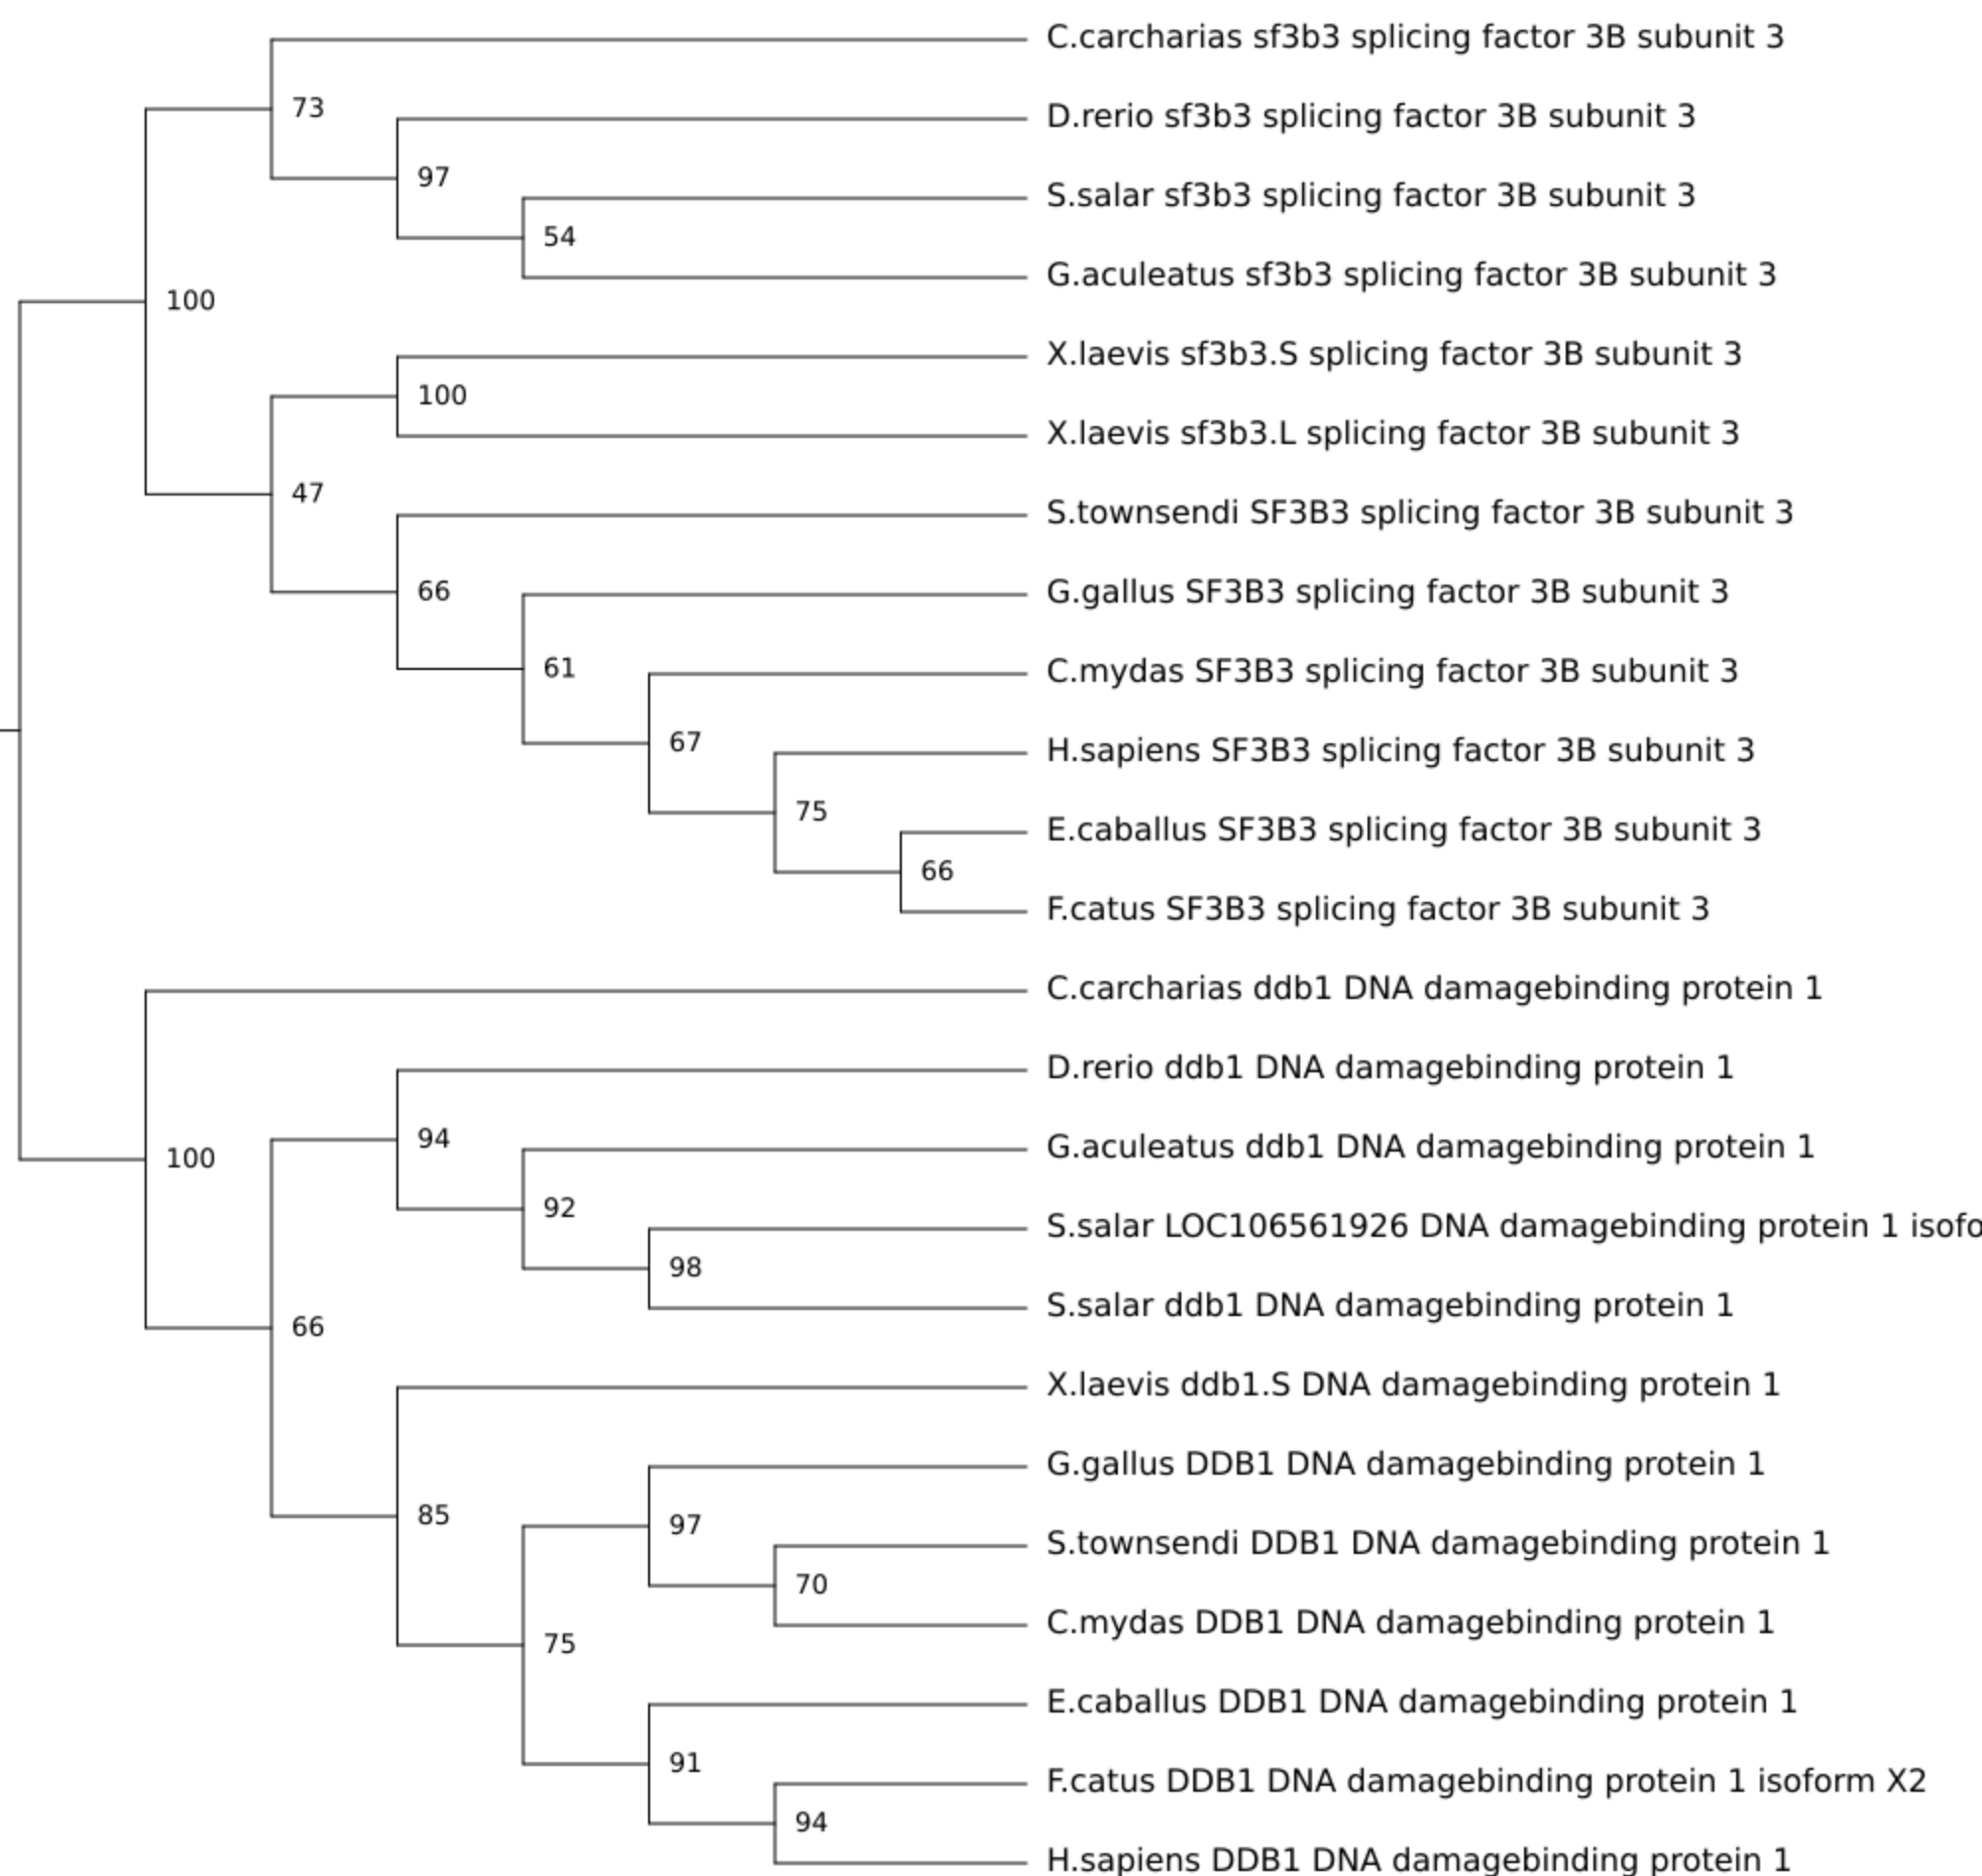 C.carcharias sf3b3 splicing factor 3B subunit 3
73
D.rerio sf3b3 splicing factor 3B subunit 3
97
S.salar sf3b3 splicing factor 3B subunit 3
54
G.aculeatus sf3b3 splicing factor 3B subunit 3
100
X.laevis sf3b3.S splicing factor 3B subunit 3
100
X.laevis sf3b3.L splicing factor 3B subunit 3
47
S.townsendi SF3B3 splicing factor 3B subunit 3
66
G.gallus SF3B3 splicing factor 3B subunit 3
61
C.mydas SF3B3 splicing factor 3B subunit 3
67
H.sapiens SF3B3 splicing factor 3B subunit 3
75
E.caballus SF3B3 splicing factor 3B subunit 3
66
F.catus SF3B3 splicing factor 3B subunit 3
C.carcharias ddb1 DNA damagebinding protein 1
D.rerio ddb1 DNA damagebinding protein 1
94
G.aculeatus ddb1 DNA damagebinding protein 1
100
92
S.salar LOC106561926 DNA damagebinding protein 1 isofo
98
S.salar ddb1 DNA damagebinding protein 1
66
X.laevis ddb1.S DNA damagebinding protein 1
G.gallus DDB1 DNA damagebinding protein 1
85
97
S.townsendi DDB1 DNA damagebinding protein 1
70
C.mydas DDB1 DNA damagebinding protein 1
75
E.caballus DDB1 DNA damagebinding protein 1
91
F.catus DDB1 DNA damagebinding protein 1 isoform X2
94
H.sapiens DDB1 DNA damagebinding protein 1